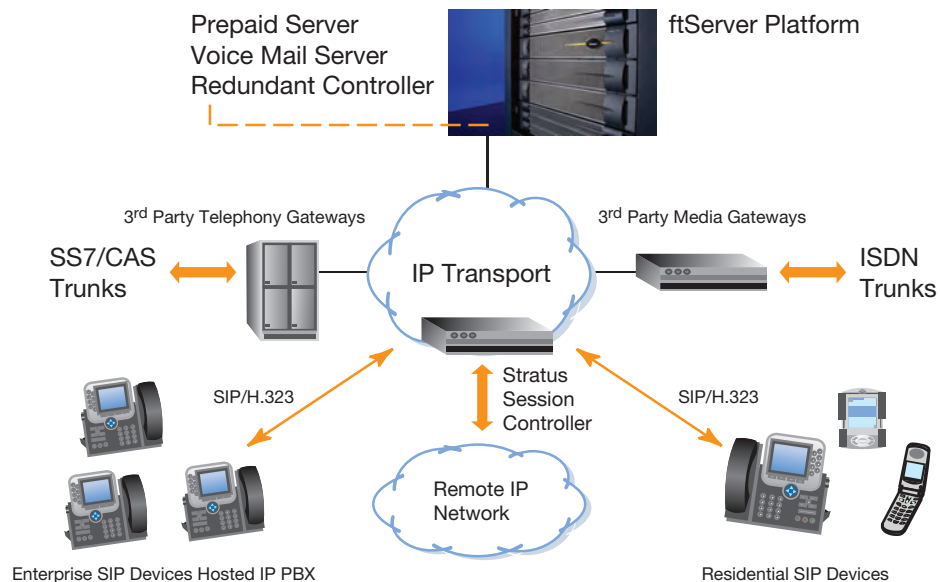 Prepaid Server
Voice Mail Server
Redundant Controller
ftServer Platform
3rd Party Telephony Gateways
3rd Party Media Gateways
SS7/CAS
Trunks
IP Transport
ISDN
Trunks
SIP/H.323
Stratus
Session
Controller
SIP/H.323
Remote IP
Network
Enterprise SIP Devices Hosted IP PBX
Residential SIP Devices